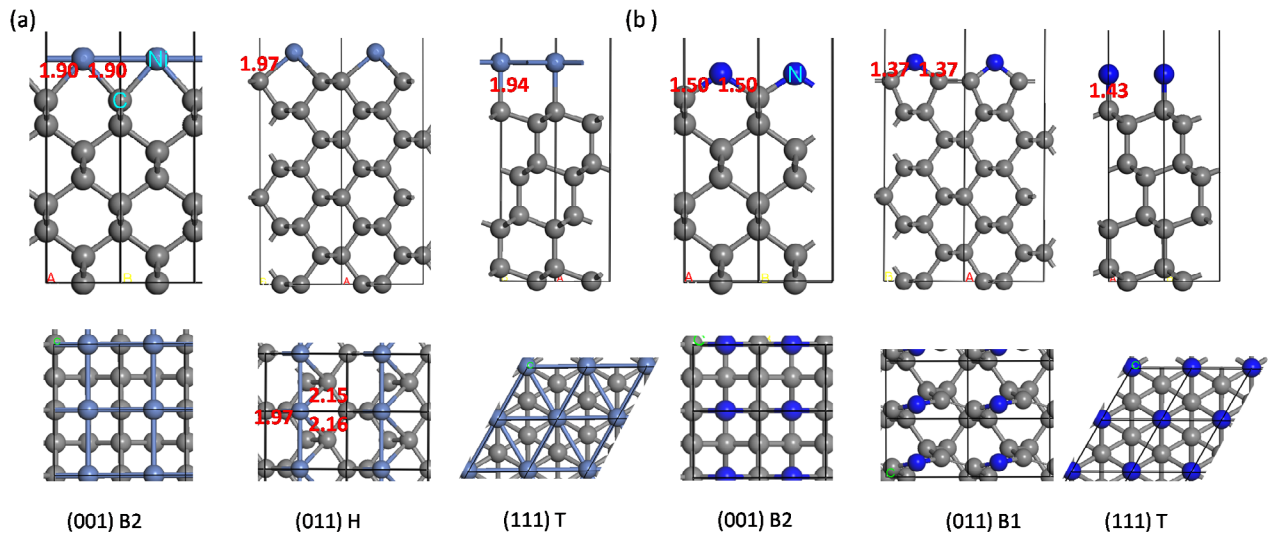 (a)
(b )
1.90 1.90
Ni
C
1.97
1.94
1.50 1.50
N
1.37 1.37
1.43
A
B
A
A
B
B
A
A
C
2.15
1.97
2.16
C
C
C
(001) B2
(011) H
(111) T
(001) B2
(011) B1
(111) T